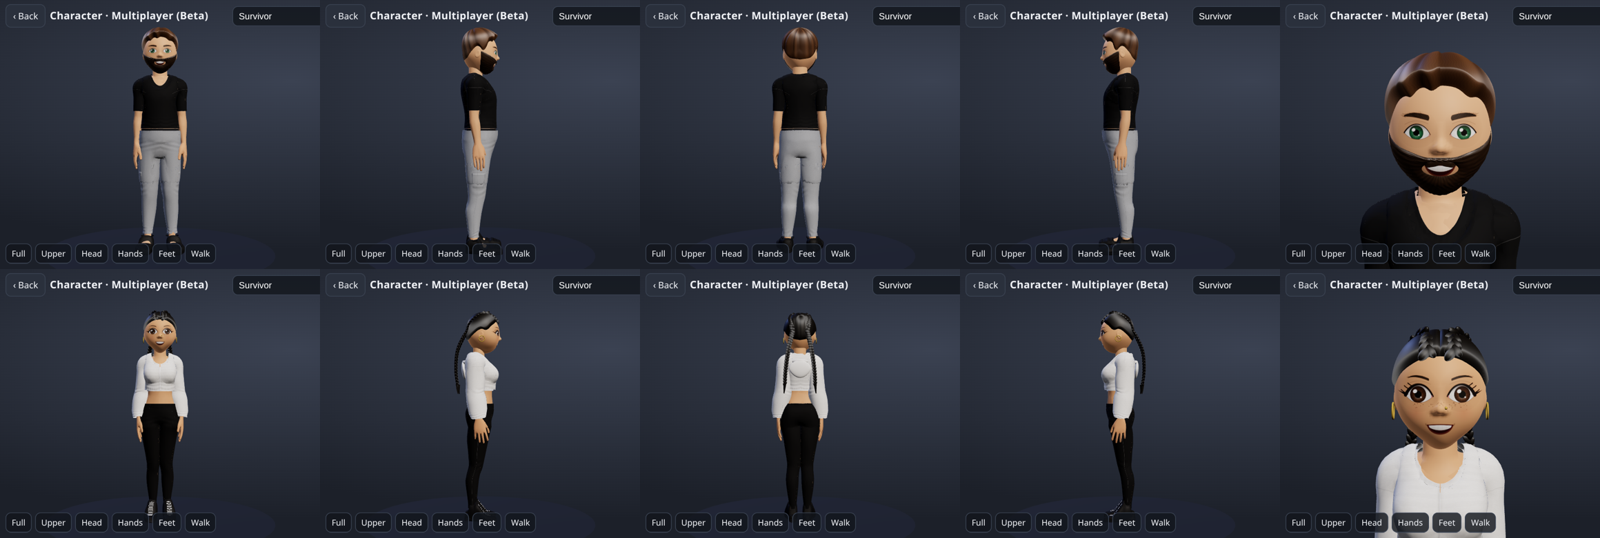 ‹ Back Character · Multiplayer (Beta) Survivor
Full Upper Head Hands Feet Walk
‹ Back Character · Multiplayer (Beta) Survivor
Full Upper Head Hands Feet Walk
‹ Back Character · Multiplayer (Beta) Survivor
Full Upper Head Hands Feet Walk
‹ Back Character · Multiplayer (Beta) Survivor
Full Upper Head Hands Feet Walk
‹ Back Character · Multiplayer (Beta) Survivor
Full Upper Head Hands Feet Walk
‹ Back Character · Multiplayer (Beta) Survivor
Full Upper Head Hands Feet Walk
‹ Back Character · Multiplayer (Beta) Survivor
Full Upper Head Hands Feet Walk
‹ Back Character · Multiplayer (Beta) Survivor
Full Upper Head Hands Feet Walk
‹ Back Character · Multiplayer (Beta) Survivor
Full Upper Head Hands Feet Walk
‹ Back Character · Multiplayer (Beta) Survivor
Full Upper Head Hands Feet Walk